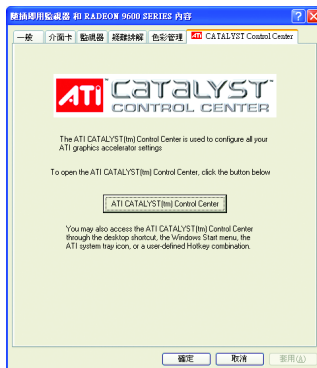 隨插即用監視器 和 RADEON 9600 SERIES 內容
一般 介面卡 監視器 疑難排解 色彩管理 ATI CATALYST Control Center
ATI CATALYST™
CONTROL CENTER
The ATI CATALYST(tm) Control Center is used to configure all your
ATI graphics accelerator settings
To open the ATI CATALYST(tm) Control Center, click the button below
ATI CATALYST(tm) Control Center
You may also access the ATI CATALYST(tm) Control Center
through the desktop shortcut, the Windows Start menu, the
ATI system tray icon, or a user-defined Hotkey combination.
確定 取消 套用(A)